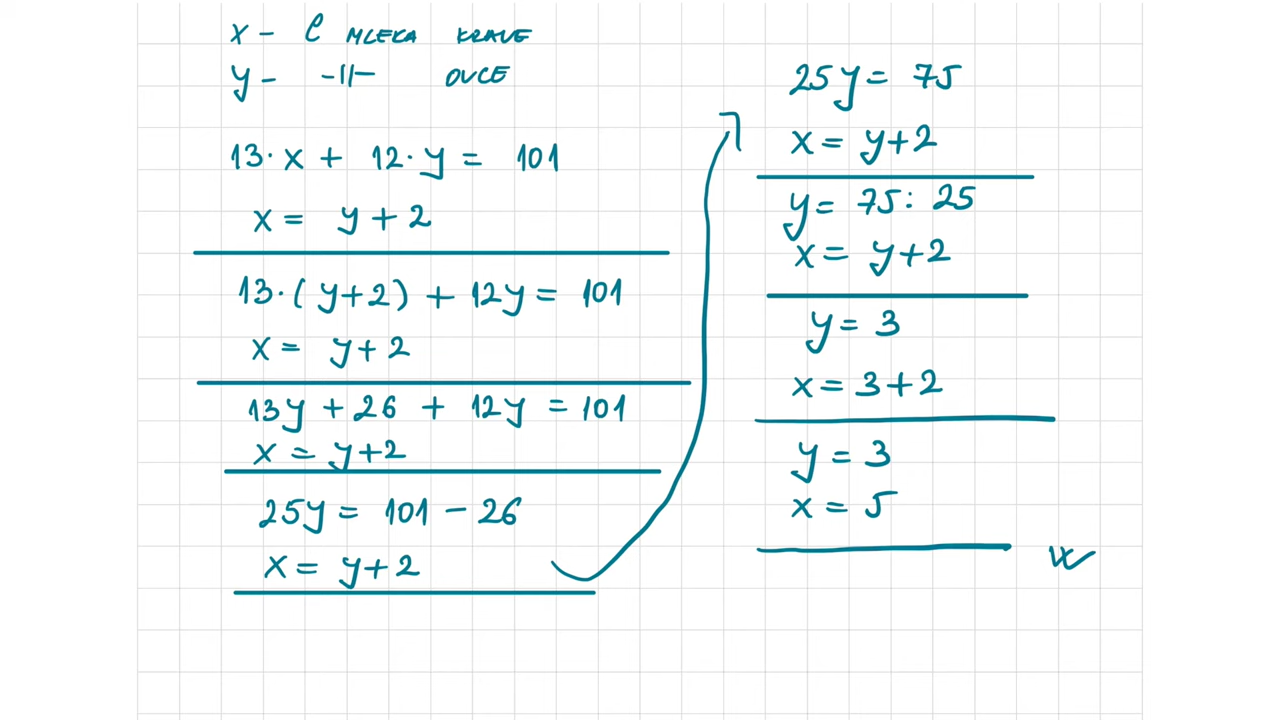 x - l MLEKA KRAVE
y - -||- OVCE
13·x + 12·y = 101
x = y + 2
13·(y+2) + 12y = 101
x = y+2
13y + 26 + 12y = 101
x = y+2
25y = 101 - 26
x = y+2
25y = 75
x = y+2
y = 75 : 25
x = y+2
y = 3
x = 3+2
y = 3
x = 5